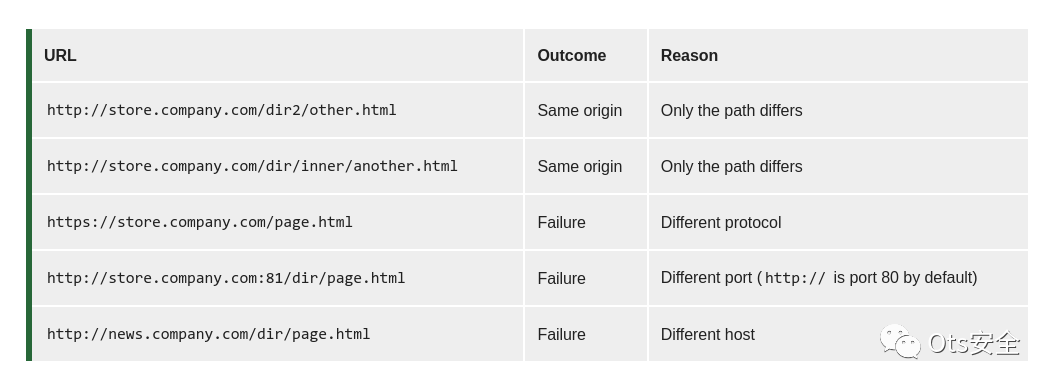 URL Outcome Reason
http://store.company.com/dir2/other.html Same origin Only the path differs
http://store.company.com/dir/inner/another.html Same origin Only the path differs
https://store.company.com/page.html Failure Different protocol
http://store.company.com:81/dir/page.html Failure Different port (http:// is port 80 by default)
http://news.company.com/dir/page.html Failure Different host
Ots安全